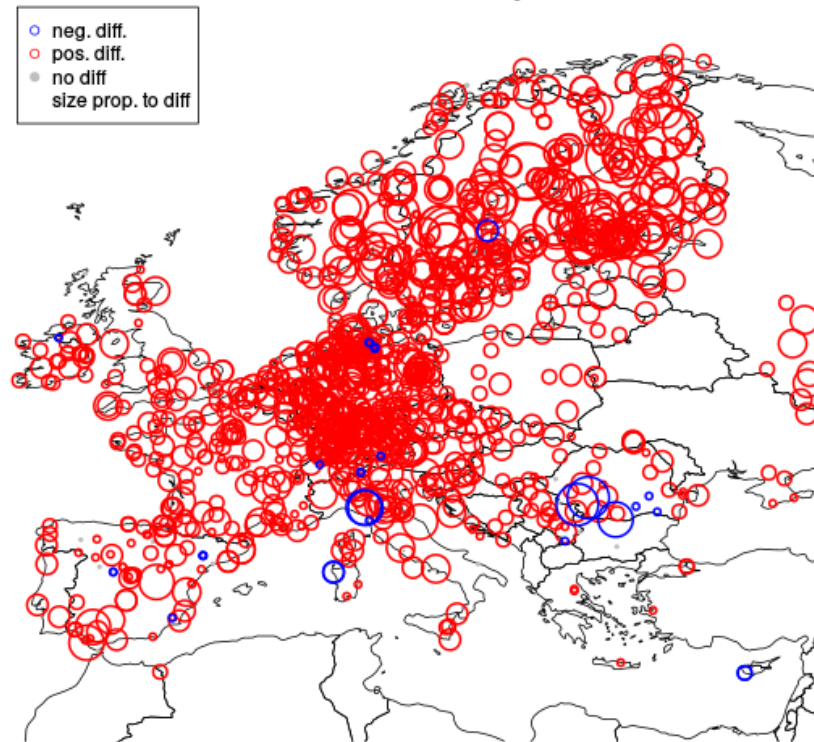 neg. diff.
pos. diff.
no diff
size prop. to diff